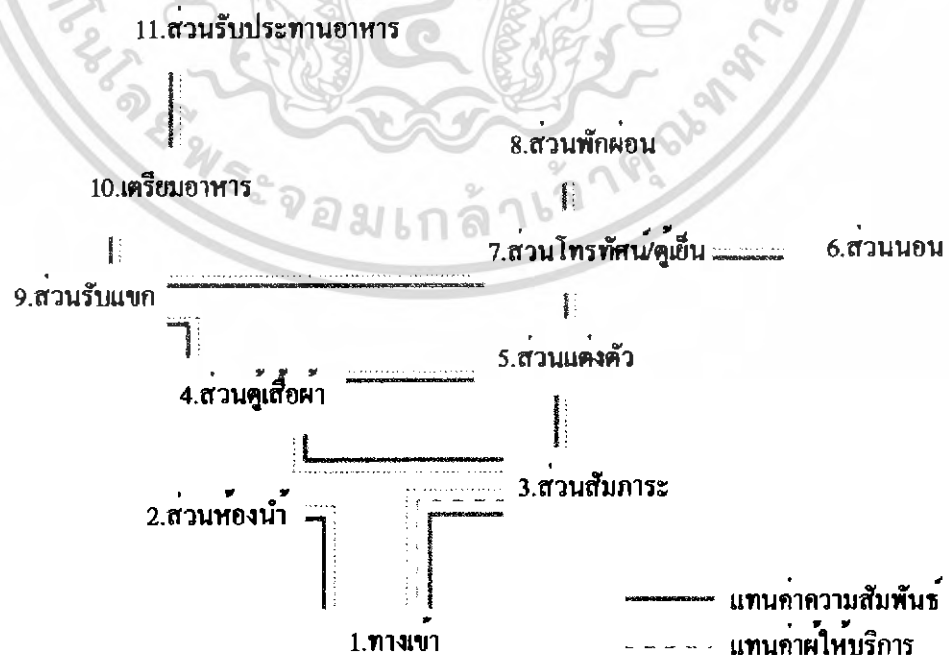 11.ส่วนรับประทานอาหาร
8.ส่วนพักผ่อน
10.เตรียมอาหาร
7.ส่วนโทรทัศน์/ตู้เย็น
6.ส่วนนอน
9.ส่วนรับแขก
5.ส่วนแต่งตัว
4.ส่วนตู้เสื้อผ้า
3.ส่วนสัมภาระ
2.ส่วนห้องน้ำ
แทนค่าความสัมพันธ์
1.ทางเข้า
แทนค่าผู้ให้บริการ